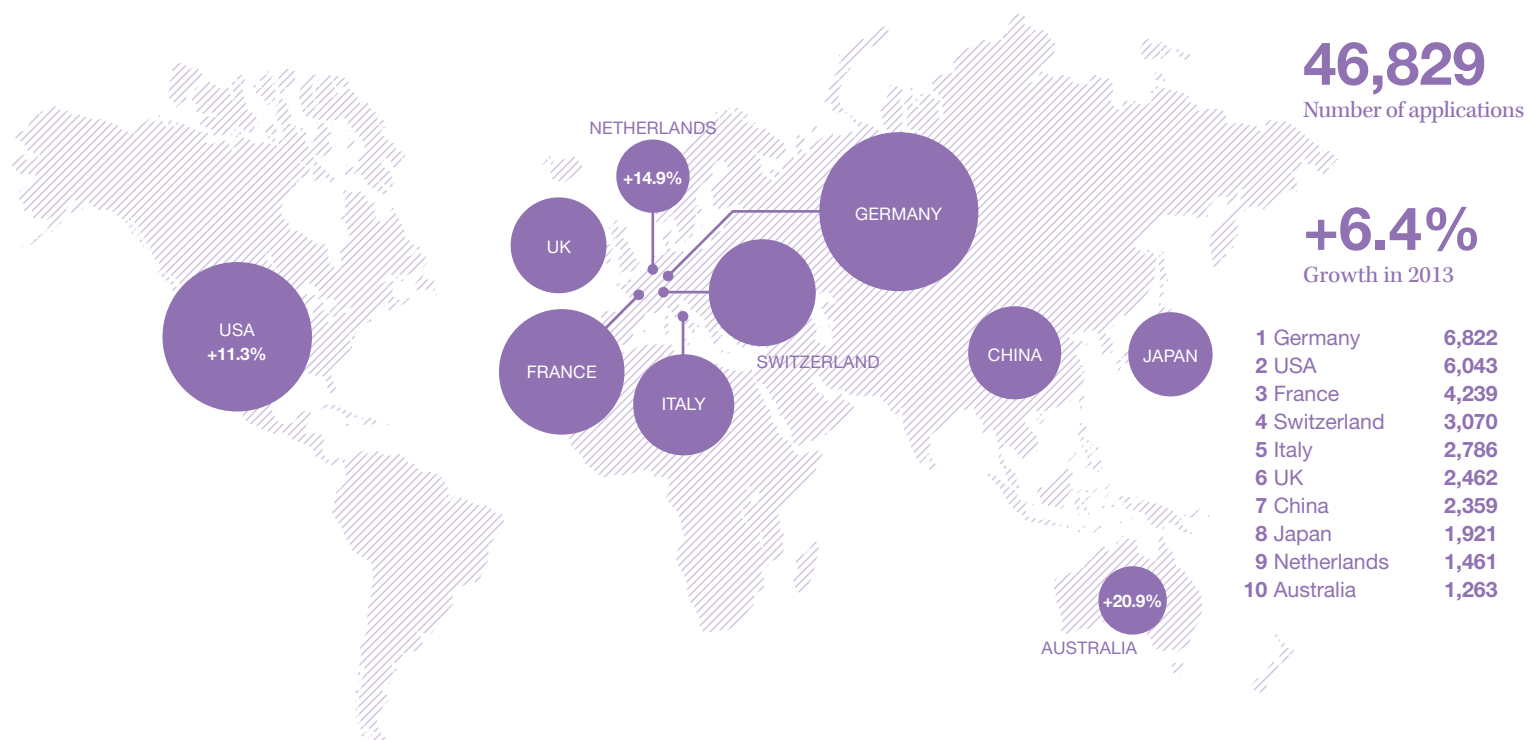 46,829
Number of applications
+6.4%
Growth in 2013
NETHERLANDS
+14.9%
GERMANY
UK
USA
+11.3%
FRANCE
SWITZERLAND
ITALY
CHINA
JAPAN
+20.9%
AUSTRALIA
1 Germany 6,822
2 USA 6,043
3 France 4,239
4 Switzerland 3,070
5 Italy 2,786
6 UK 2,462
7 China 2,359
8 Japan 1,921
9 Netherlands 1,461
10 Australia 1,263